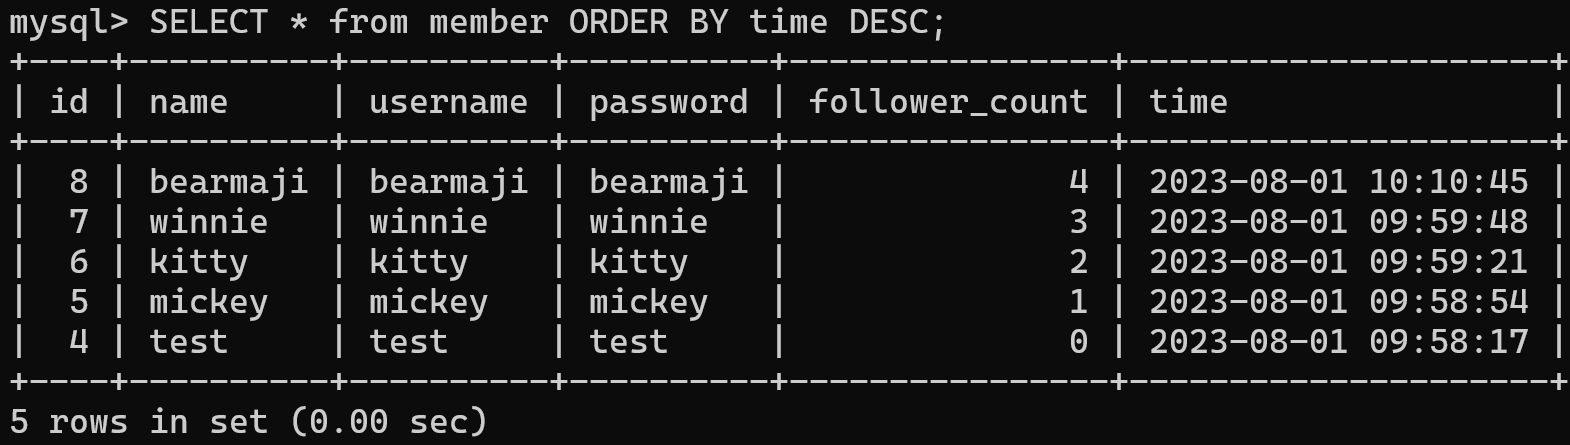 mysql> SELECT * from member ORDER BY time DESC;
+----+----------+----------+----------+----------------+---------------------+
| id | name     | username | password | follower_count | time                |
+----+----------+----------+----------+----------------+---------------------+
|  8 | bearmaji | bearmaji | bearmaji |              4 | 2023-08-01 10:10:45 |
|  7 | winnie   | winnie   | winnie   |              3 | 2023-08-01 09:59:48 |
|  6 | kitty    | kitty    | kitty    |              2 | 2023-08-01 09:59:21 |
|  5 | mickey   | mickey   | mickey   |              1 | 2023-08-01 09:58:54 |
|  4 | test     | test     | test     |              0 | 2023-08-01 09:58:17 |
+----+----------+----------+----------+----------------+---------------------+
5 rows in set (0.00 sec)